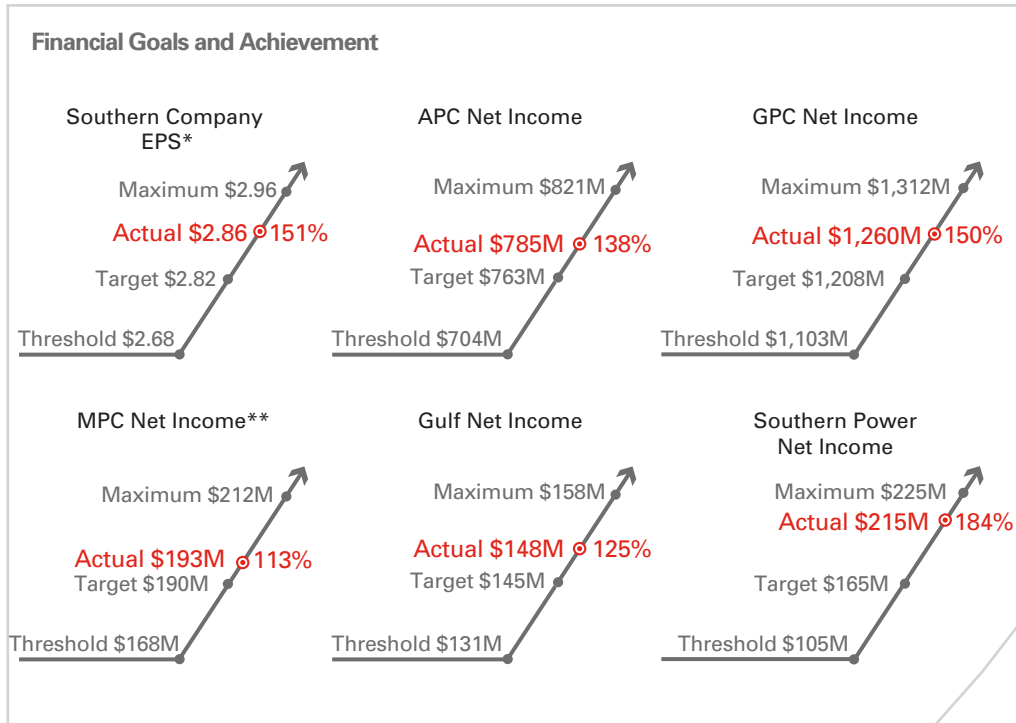 Financial Goals and Achievement
Southern Company
EPS*
Maximum $2.96
Actual $2.86 151%
Target $2.82
Threshold $2.68
APC Net Income
Maximum $821M
Actual $785M 138%
Target $763M
Threshold $704M
GPC Net Income
Maximum $1,312M
Actual $1,260M 150%
Target $1,208M
Threshold $1,103M
MPC Net Income**
Maximum $212M
Actual $193M 113%
Target $190M
Threshold $168M
Gulf Net Income
Maximum $158M
Actual $148M 125%
Target $145M
Threshold $131M
Southern Power
Net Income
Maximum $225M
Actual $215M 184%
Target $165M
Threshold $105M